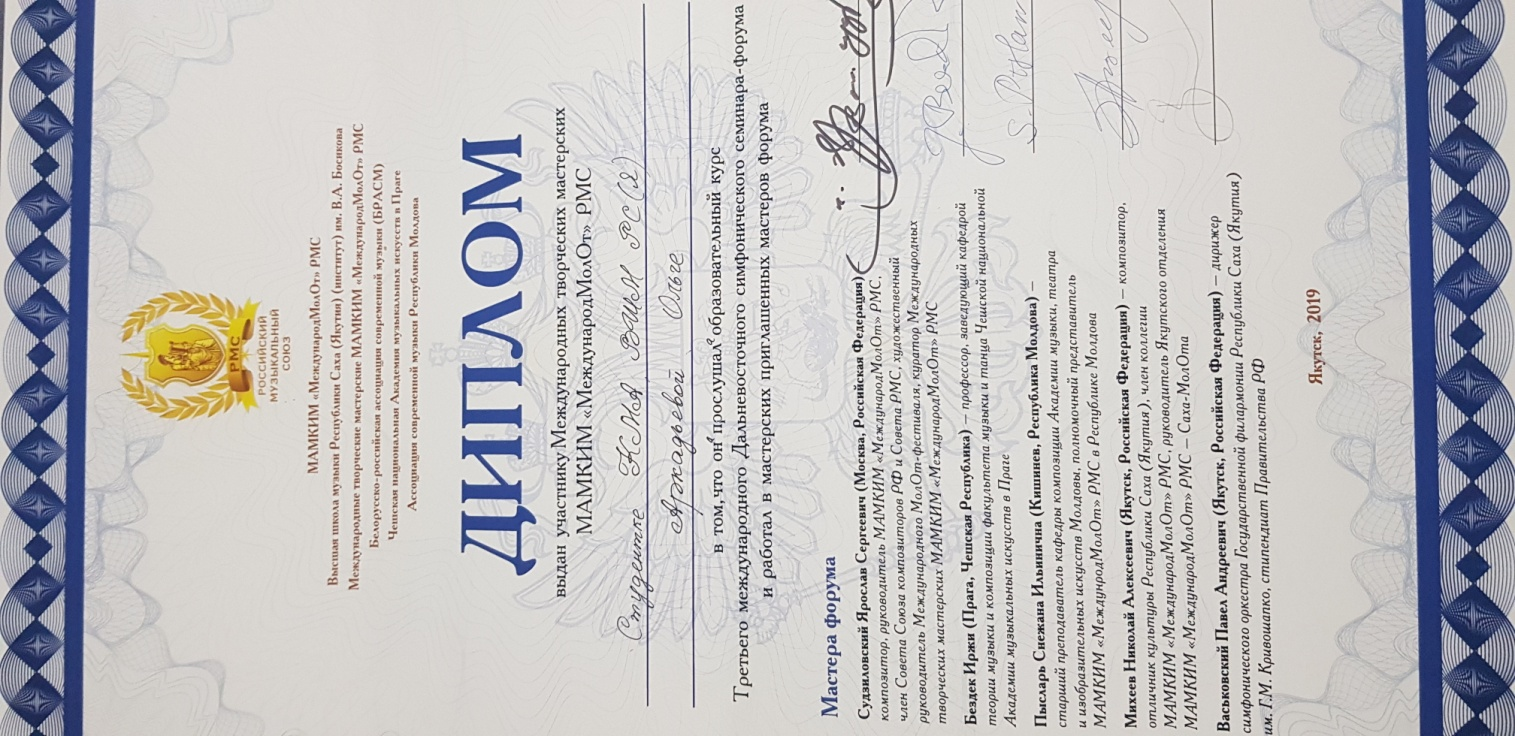 РМС
РОССИЙСКИЙ
МУЗЫКАЛЬНЫЙ
СОЮЗ
МАМКИМ «МеждународМолОт» РМС
Высшая школа музыки Республики Саха (Якутия) (институт) им. В.А. Босикова
Международные творческие мастерские МАМКИМ «МеждународМолОт» РМС
Белорусско-российская ассоциация современной музыки (БРАСМ)
Чешская национальная Академия музыкальных искусств в Праге
Ассоциация современной музыки Республики Молдова
ДИПЛОМ
выдан участнику Международных творческих мастерских
МАМКИМ «МеждународМолОт» РМС
Студентке КМА, ВШМ РС(Я)
Аркадьевой Ольге
в том, что он прослушал образовательный курс
Третьего международного Дальневосточного симфонического семинара-форума
и работал в мастерских приглашенных мастеров форума
Мастера форума
Судзиловский Ярослав Сергеевич (Москва, Российская Федерация)
композитор, руководитель МАМКИМ «МеждународМолОт» РМС,
член Совета Союза композиторов РФ и Совета РМС, художественный
руководитель Международного МолОт-фестиваля, куратор Международных
творческих мастерских МАМКИМ «МеждународМолОт» РМС
Бездек Иржи (Прага, Чешская Республика) – профессор, заведующий кафедрой
теории музыки и композиции факультета музыки и танца Чешской национальной
Академии музыкальных искусств в Праге
Пысларь Снежана Ильинична (Кишинев, Республика Молдова) –
старший преподаватель кафедры композиции Академии музыки, театра
и изобразительных искусств Молдовы, полномочный представитель
МАМКИМ «МеждунродМолОт» РМС в Республике Молдова
Михеев Николай Алексеевич (Якутск, Российская Федерация) – композитор,
отличник культуры Республики Саха (Якутия), член коллегии
МАМКИМ «МеждународМолОт» РМС, руководитель Якутского отделения
МАМКИМ «МеждународМолОт» РМС – Саха-МолОта
Васьковский Павел Андреевич (Якутск, Российская Федерация) – дирижер
симфонического оркестра Государственной филармонии Республики Саха (Якутия)
им. Г.М. Кривошапко, стипендиат Правительства РФ
Якутск, 2019